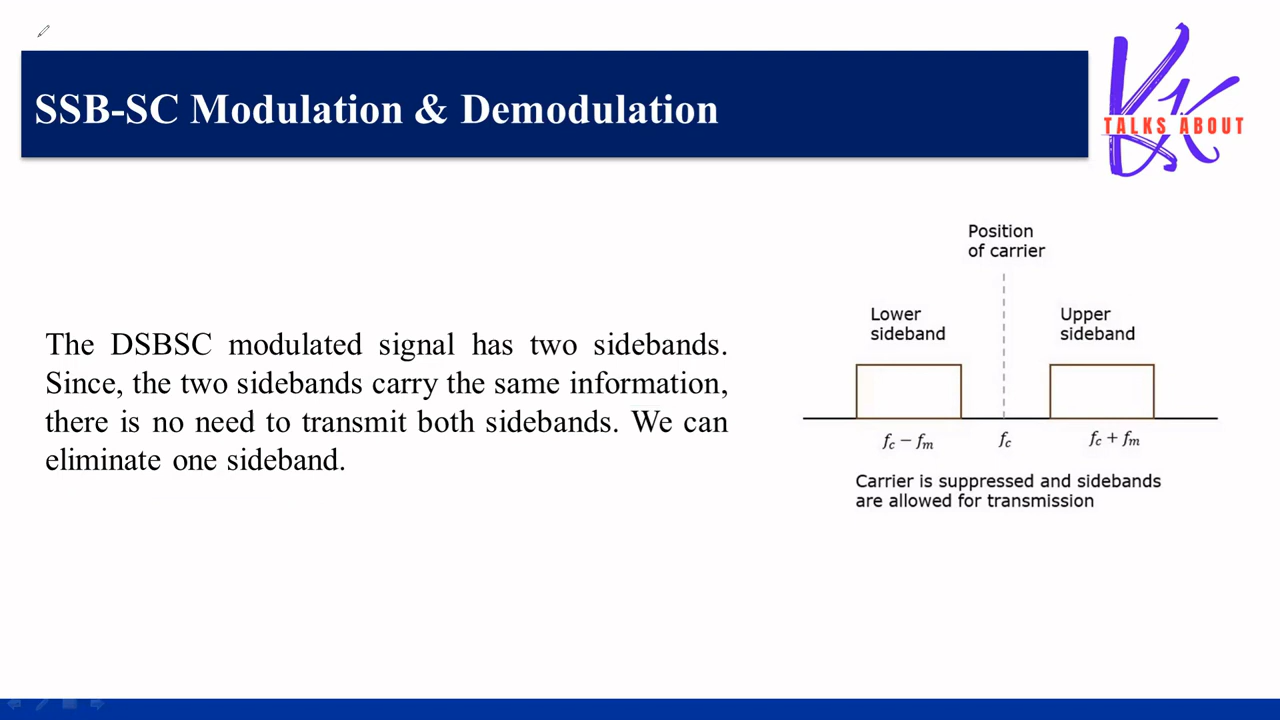 SSB-SC Modulation & Demodulation
TALKS ABOUT
The DSBSC modulated signal has two sidebands.
Since, the two sidebands carry the same information,
there is no need to transmit both sidebands. We can
eliminate one sideband.
Position
of carrier
Lower
sideband
Upper
sideband
fc − fm
fc
fc + fm
Carrier is suppressed and sidebands
are allowed for transmission